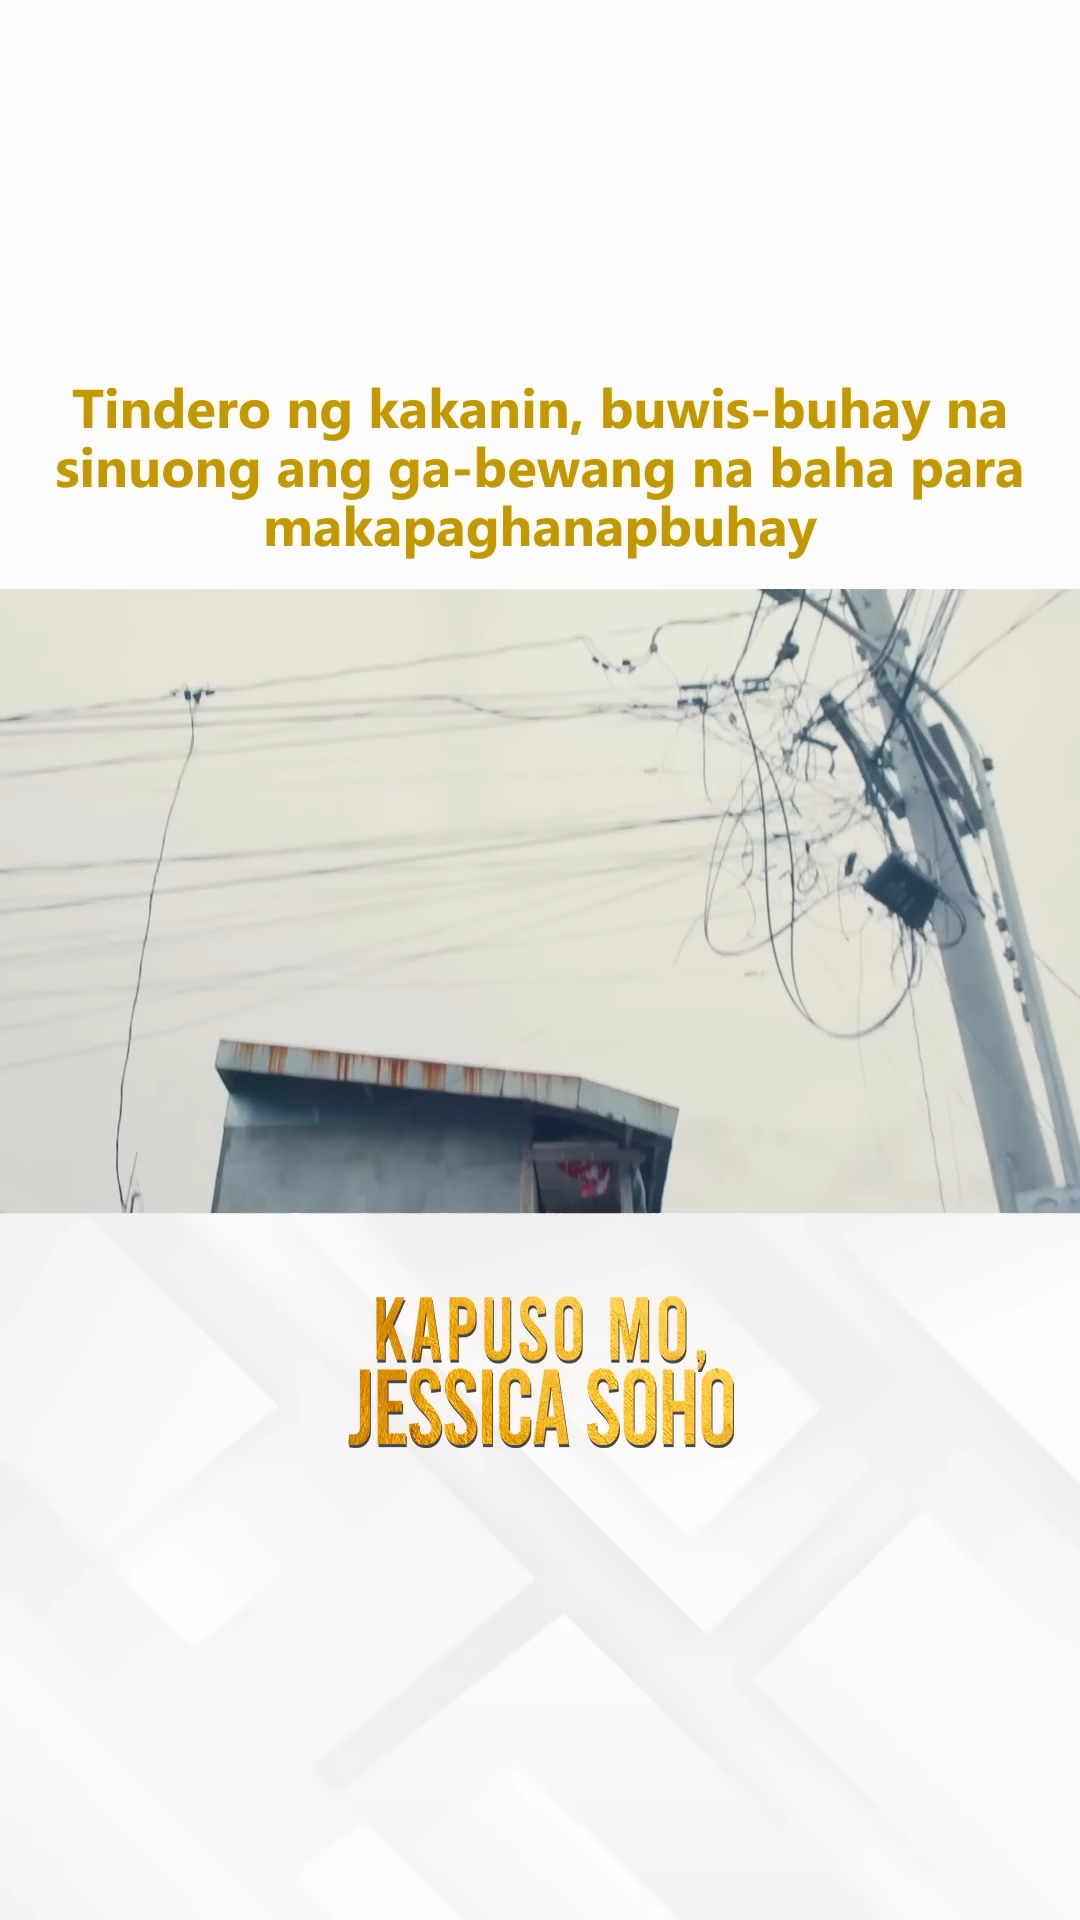 Tindero ng kakanin, buwis-buhay na
sinuong ang ga-bewang na baha para
makapaghanapbuhay
KAPUSO MO,
JESSICA SOHO